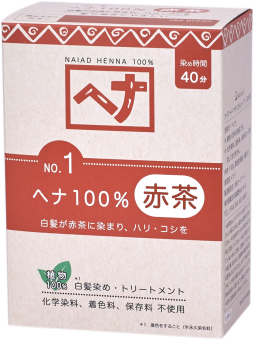 NAIAD HENNA 100%
ヘナ
染め時間
40分
NO.1
ヘナ100%
赤茶
白髪が赤茶に染まり、ハリ・コシを
植物
100%
*1
白髪染め・トリートメント
化学染料、着色料、保存料 不使用